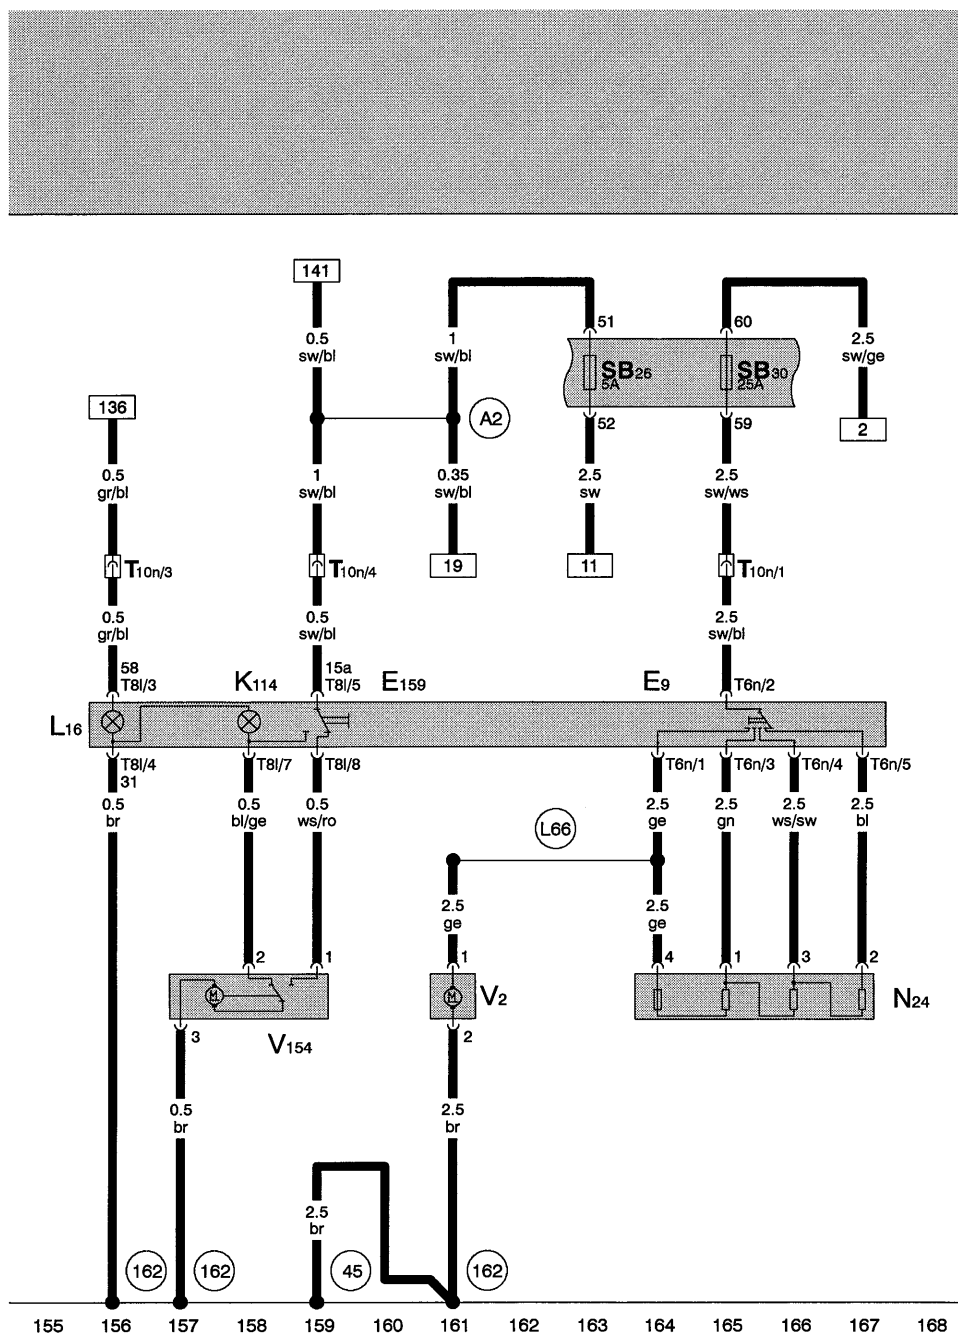 141
0.5
sw/bl
1
sw/bl
51
60
2.5
sw/ge
SB26
5A
SB30
25A
136
A2
52
59
2
0.5
gr/bl
1
sw/bl
0.35
sw/bl
2.5
sw
2.5
sw/ws
T10n/3
T10n/4
19
11
T10n/1
0.5
gr/bl
0.5
sw/bl
2.5
sw/bl
58
T8l/3
K114
15a
T8l/5
E159
E9
T6n/2
L16
T8l/4
31
T8l/7
T8l/8
T6n/1
T6n/3
T6n/4
T6n/5
0.5
br
0.5
bl/ge
0.5
ws/ro
2.5
ge
2.5
gn
2.5
ws/sw
2.5
bl
L66
2.5
ge
2.5
ge
2
1
1
4
1
3
2
M
M
V2
N24
3
V154
2
0.5
br
2.5
br
2.5
br
162
162
45
162
155 156 157 158 159 160 161 162 163 164 165 166 167 168